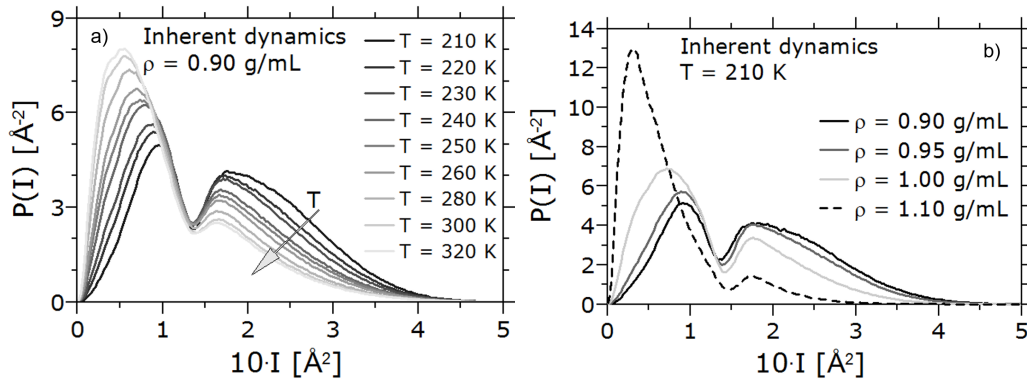 a)
Inherent dynamics
ρ = 0.90 g/mL
T = 210 K
T = 220 K
T = 230 K
T = 240 K
T = 250 K
T = 260 K
T = 280 K
T = 300 K
T = 320 K
T
P(I) [Å⁻²]
9
6
3
0
0 1 2 3 4 5
10·I [Å²]
b)
Inherent dynamics
T = 210 K
ρ = 0.90 g/mL
ρ = 0.95 g/mL
ρ = 1.00 g/mL
ρ = 1.10 g/mL
P(I) [Å⁻²]
14
12
10
8
6
4
2
0
0 1 2 3 4 5
10·I [Å²]